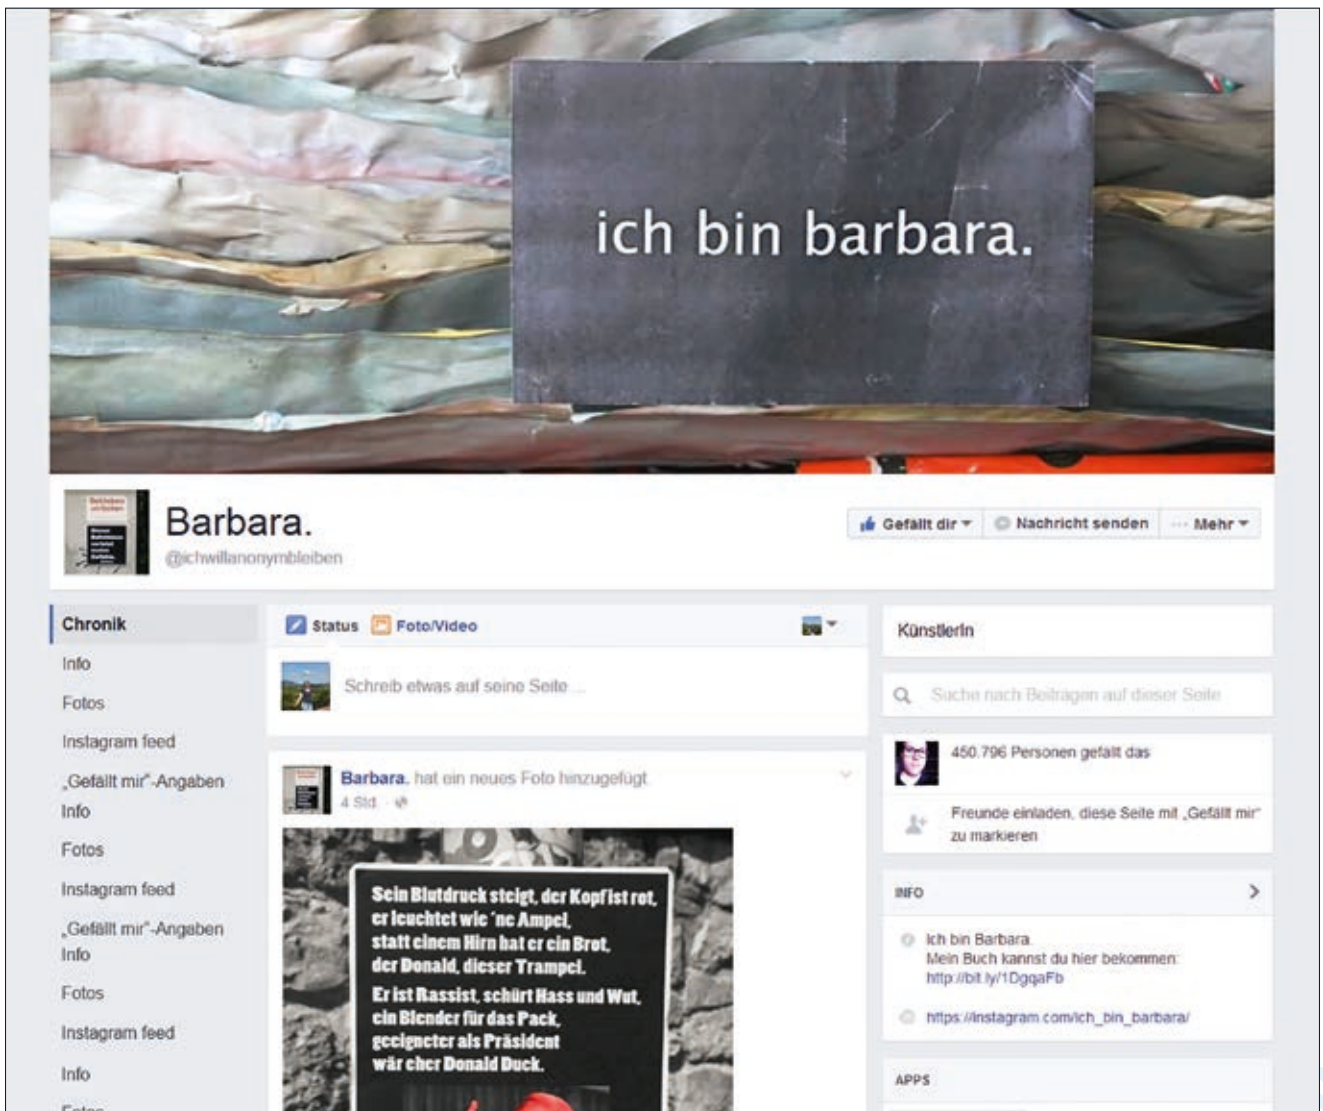 ich bin barbara.
Barbara.
@ichwillanonymbleiben
Gefällt dir
Nachricht senden
Mehr
Chronik
Info
Fotos
Instagram feed
„Gefällt mir“-Angaben
Info
Fotos
Instagram feed
„Gefällt mir“-Angaben
Info
Fotos
Instagram feed
Info
Fotos
Status
Foto/Video
Schreib etwas auf seine Seite ...
Barbara. hat ein neues Foto hinzugefügt.
4 Std. ·
Sein Blutdruck steigt, der Kopf ist rot,
er leuchtet wie 'ne Ampel,
statt einem Hirn hat er ein Brot,
der Donald, dieser Trampel.
Er ist Rassist, schürt Hass und Wut,
ein Blender für das Pack,
geeigneter als Präsident
wär eher Donald Duck.
KünstlerIn
Suche nach Beiträgen auf dieser Seite
450.796 Personen gefällt das
Freunde einladen, diese Seite mit „Gefällt mir“
zu markieren
INFO
Ich bin Barbara.
Mein Buch kannst du hier bekommen:
http://bit.ly/1DgqaFb
https://instagram.com/ich_bin_barbara/
APPS